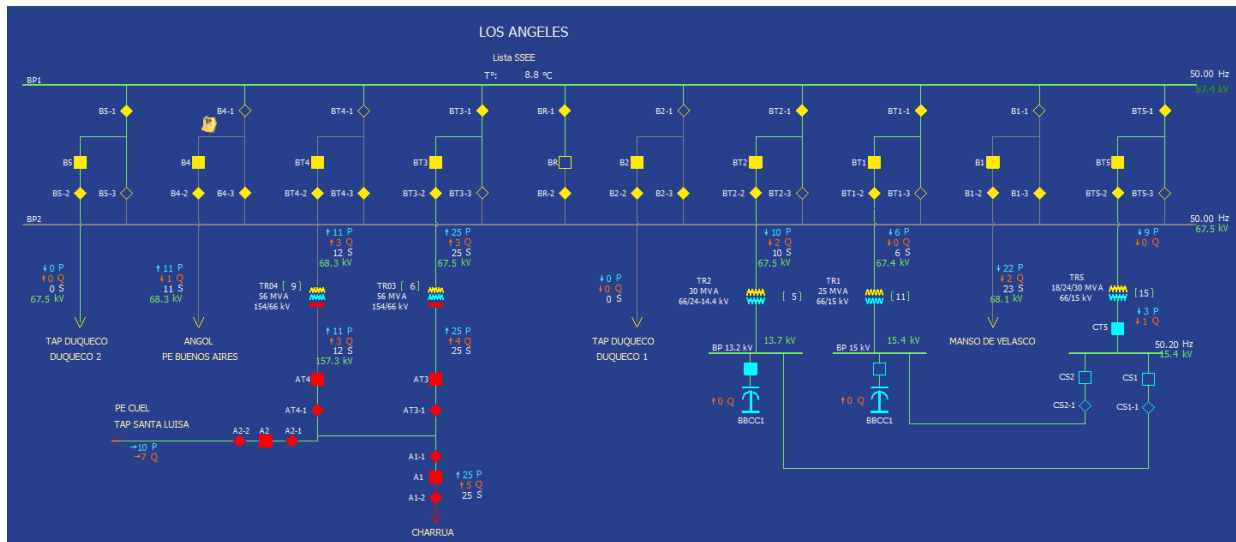 LOS ANGELES
Lista SSEE
Tº: 8.8 ºC
BP1
50.00 Hz
67.4 kV
B5-1 B4-1 BT4-1 BT3-1 BR-1 B2-1 BT2-1 BT1-1 B1-1 BT5-1
B5 B4 BT4 BT3 BR B2 BT2 BT1 B1 BT5
B5-2 B5-3 B4-2 B4-3 BT4-2 BT4-3 BT3-2 BT3-3 BR-2 B2-2 B2-3 BT2-2 BT2-3 BT1-2 BT1-3 B1-2 B1-3 BT5-2 BT5-3
BP2
50.00 Hz
67.5 kV
↓0 P
↑0 Q
0 S
67.5 kV
TAP DUQUECO
DUQUECO 2
↑11 P
↓1 Q
11 S
68.3 kV
ANGOL
PE BUENOS AIRES
↑11 P
↑3 Q
12 S
68.3 kV
TR04 [ 9]
56 MVA
154/66 kV
↑11 P
↑3 Q
12 S
157.3 kV
AT4
AT4-1
↑25 P
↑3 Q
25 S
67.5 kV
TR03 [ 6]
56 MVA
154/66 kV
↑25 P
↑4 Q
25 S
AT3
AT3-1
PE CUEL
TAP SANTA LUISA
A2-2 A2 A2-1
→10 P
→7 Q
A1-1
A1
A1-2
↑25 P
↑5 Q
25 S
CHARRUA
↓0 P
↓0 Q
0 S
TAP DUQUECO
DUQUECO 1
↓10 P
↓2 Q
10 S
67.5 kV
TR2
30 MVA
66/24-14.4 kV
[ 5]
BP 13.2 kV
13.7 kV
↑0 Q
BBCC1
↓6 P
↓0 Q
6 S
67.4 kV
TR1
25 MVA
66/15 kV
[11]
BP 15 kV
15.4 kV
↑0 Q
BBCC1
↓22 P
↓2 Q
23 S
68.1 kV
MANSO DE VELASCO
↓9 P
↓0 Q
TR5
18/24/30 MVA
66/15 kV
[15]
↓3 P
↓1 Q
CT5
50.20 Hz
15.4 kV
CS2 CS1
CS2-1 CS1-1